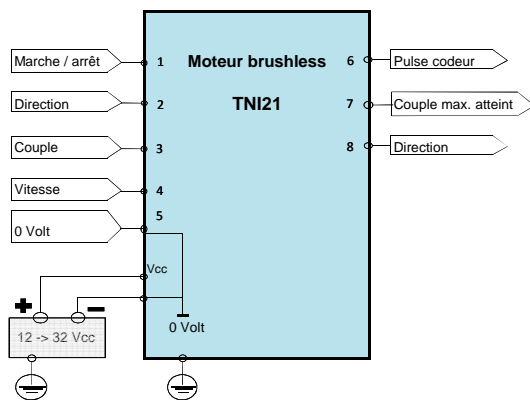 Moteur brushless
TNI21
Marche / arrêt
1
Direction
2
Couple
3
Vitesse
4
0 Volt
5
6
Pulse codeur
7
Couple max. atteint
8
Direction
Vcc
+
-
12 -> 32 Vcc
0 Volt